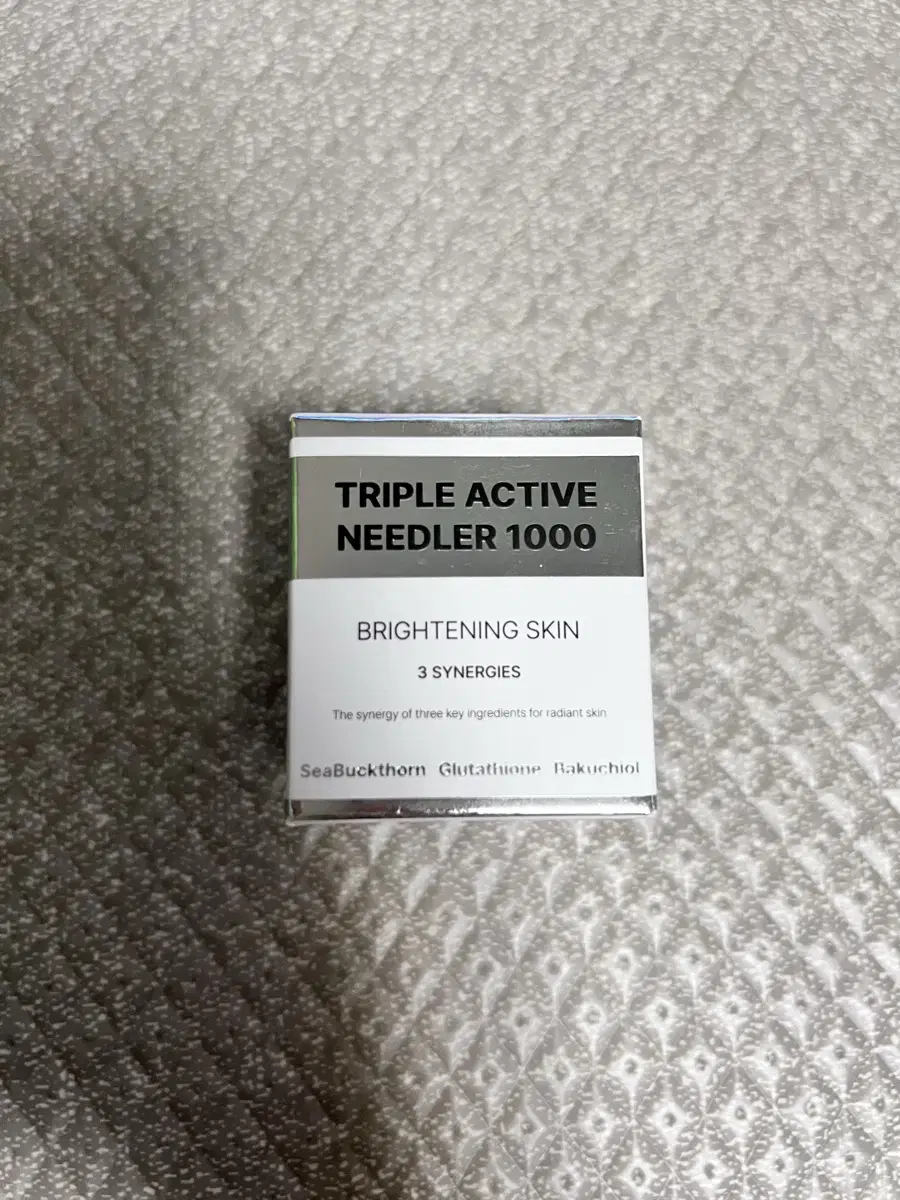 TRIPLE ACTIVE
NEEDLER 1000
BRIGHTENING SKIN
3 SYNERGIES
The synergy of three key ingredients for radiant skin
SeaBuckthorn Glutathione Bakuchiol